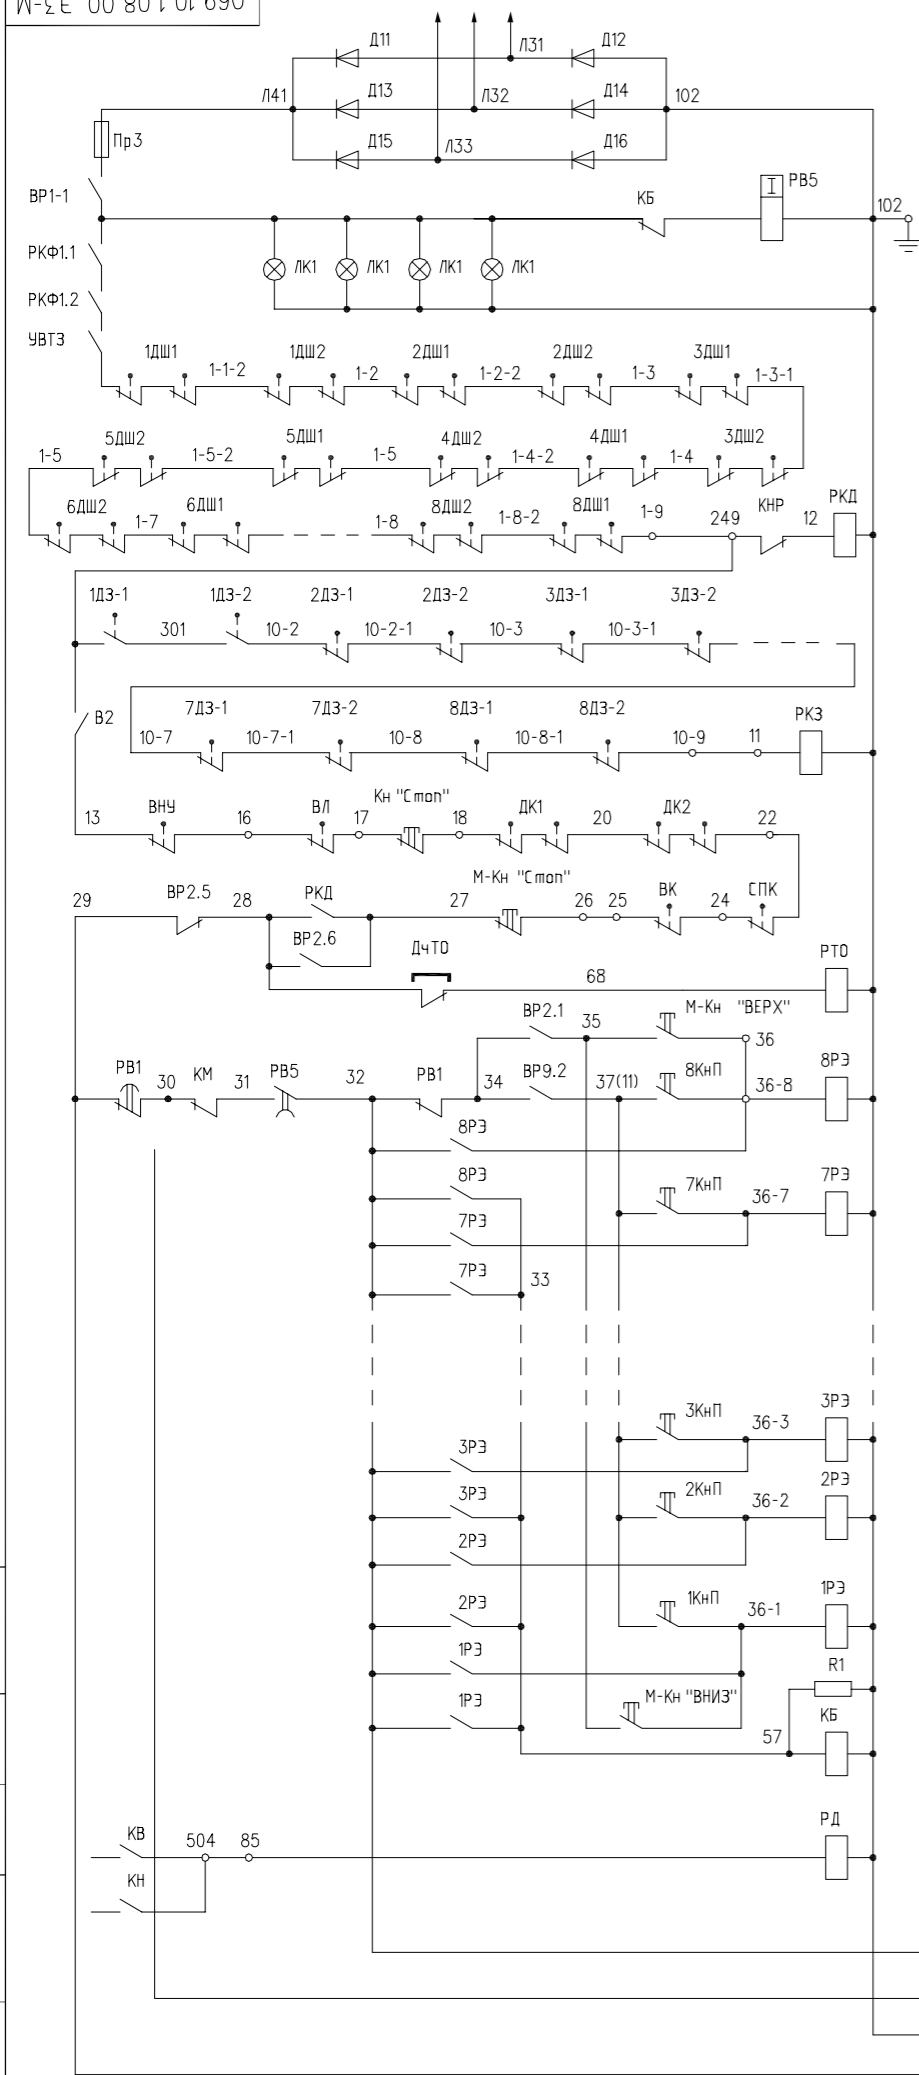 069.10.1.08.00 ЭЗ-М
Д11 Л31 Д12
Л41 Д13 Л32 Д14 102
Пр3 Д15 Л33 Д16
ВР1-1 КБ I РВ5 102
РКФ1.1 ЛК1 ЛК1 ЛК1 ЛК1
РКФ1.2
УВТЗ
1ДШ1 1-1-2 1ДШ2 1-2 2ДШ1 1-2-2 2ДШ2 1-3 3ДШ1 1-3-1
1-5 5ДШ2 1-5-2 5ДШ1 1-5 4ДШ2 1-4-2 4ДШ1 1-4 3ДШ2
6ДШ2 1-7 6ДШ1 1-8 8ДШ2 1-8-2 8ДШ1 1-9 249 КНР 12 РКД
1ДЗ-1 301 1ДЗ-2 10-2 2ДЗ-1 10-2-1 2ДЗ-2 10-3 3ДЗ-1 10-3-1 3ДЗ-2
В2
10-7 7ДЗ-1 10-7-1 7ДЗ-2 10-8 8ДЗ-1 10-8-1 8ДЗ-2 10-9 11 РКЗ
13 ВНУ 16 ВЛ 17 Кн "Стоп" 18 ДК1 20 ДК2 22
29 ВР2.5 28 РКД 27 М-Кн "Стоп" 26 25 ВК 24 СПК
ВР2.6 ДчТО 68 РТО
ВР2.1 35 М-Кн "ВЕРХ" 36
РВ1 30 КМ 31 РВ5 32 РВ1 34 ВР9.2 37(11) 8КнП 36-8 8РЭ
8РЭ
8РЭ 7КнП 36-7 7РЭ
7РЭ
7РЭ 33
3КнП 36-3 3РЭ
3РЭ
3РЭ 2КнП 36-2 2РЭ
2РЭ
2РЭ 1КнП 36-1 1РЭ
1РЭ R1
1РЭ М-Кн "ВНИЗ" 57 КБ
КВ 504 85 РД
КН